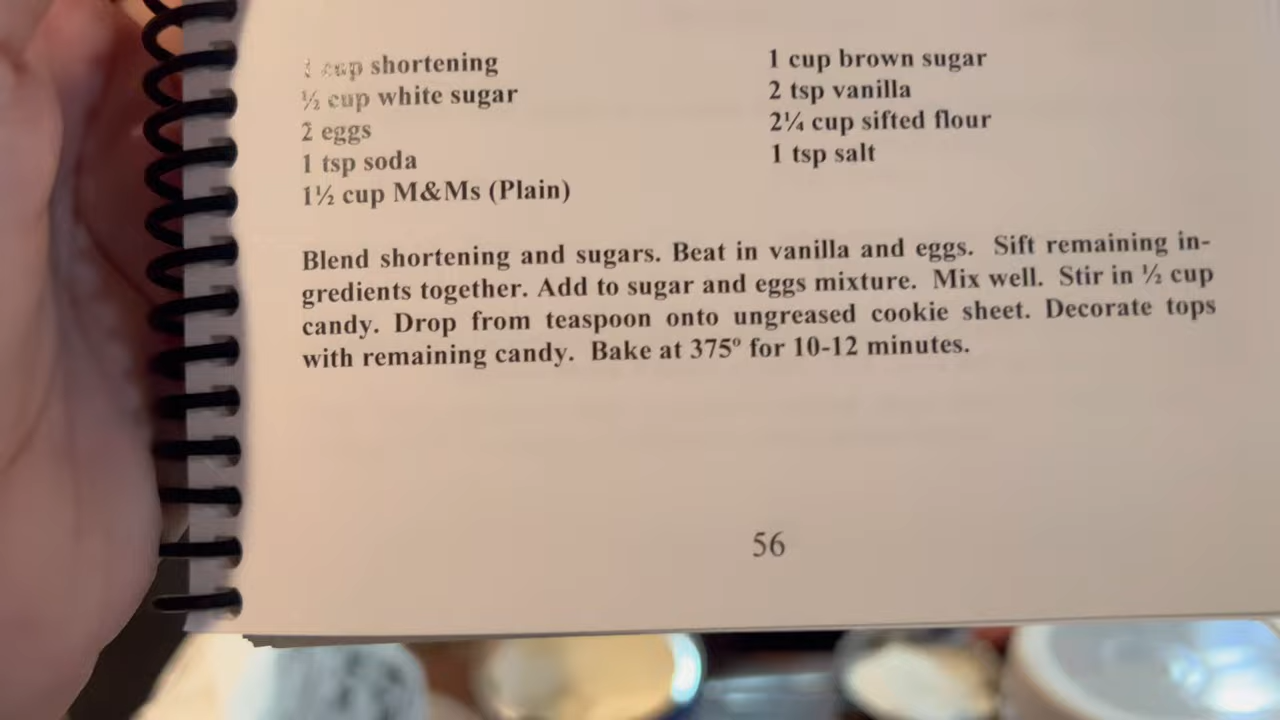 1 cup shortening
½ cup white sugar
2 eggs
1 tsp soda
1½ cup M&Ms (Plain)
1 cup brown sugar
2 tsp vanilla
2¼ cup sifted flour
1 tsp salt
Blend shortening and sugars. Beat in vanilla and eggs. Sift remaining in-
gredients together. Add to sugar and eggs mixture. Mix well. Stir in ½ cup
candy. Drop from teaspoon onto ungreased cookie sheet. Decorate tops
with remaining candy. Bake at 375º for 10-12 minutes.
56